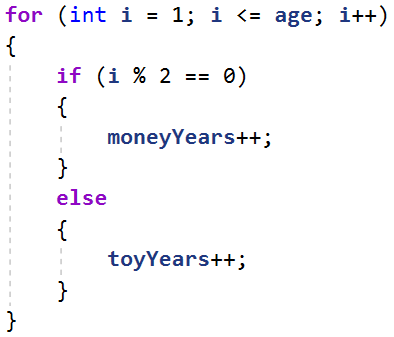 for (int i = 1; i <= age; i++)
{
    if (i % 2 == 0)
    {
        moneyYears++;
    }
    else
    {
        toyYears++;
    }
}